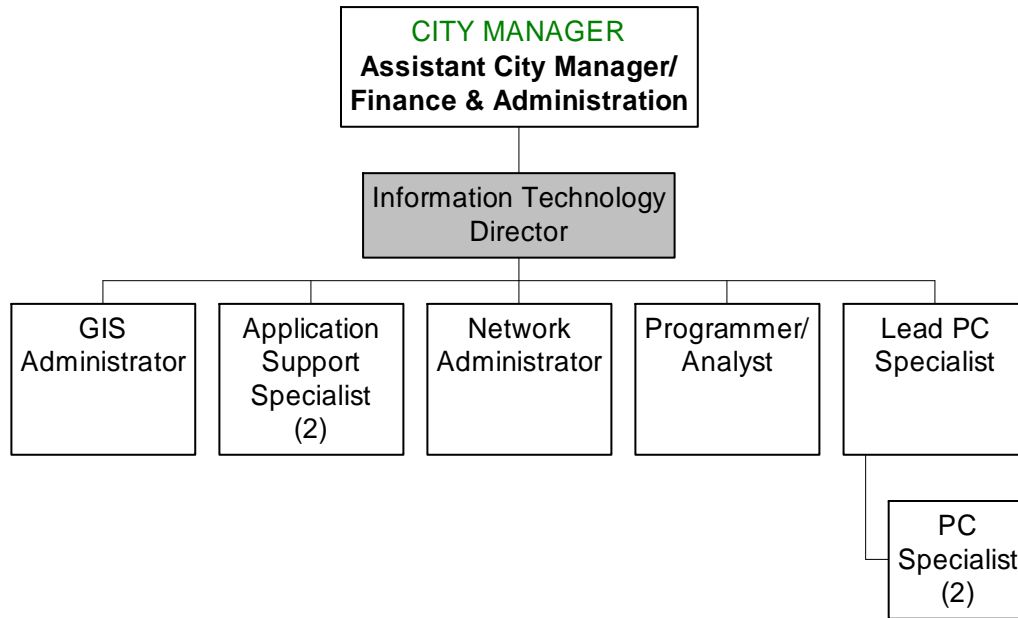 CITY MANAGER
Assistant City Manager/
Finance & Administration
Information Technology
Director
GIS
Administrator
Application
Support
Specialist
(2)
Network
Administrator
Programmer/
Analyst
Lead PC
Specialist
PC
Specialist
(2)